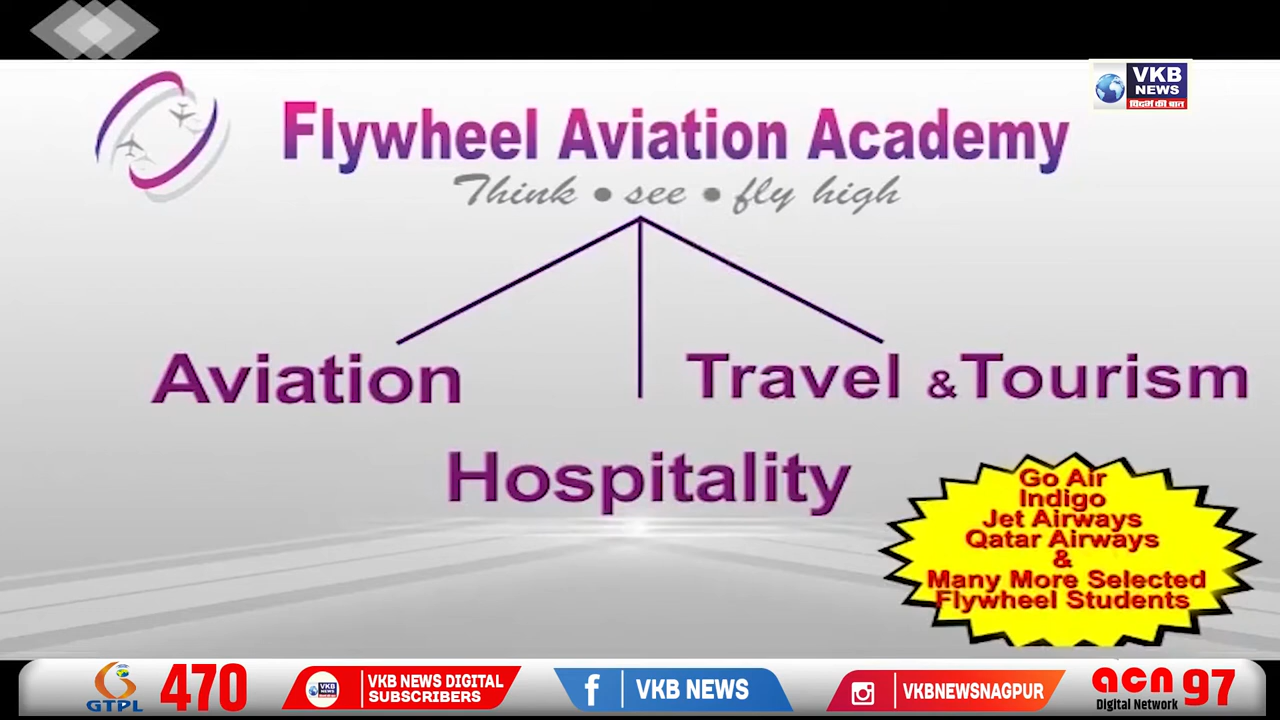 VKB
NEWS
विदर्भ की बात
Flywheel Aviation Academy
Think • see • fly high
Aviation
Travel & Tourism
Hospitality
Go Air
Indigo
Jet Airways
Qatar Airways
&
Many More Selected
Flywheel Students
GTPL
470
VKB NEWS
VKB NEWS DIGITAL
SUBSCRIBERS
f
VKB NEWS
VKBNEWSNAGPUR
acn 97
Digital Network